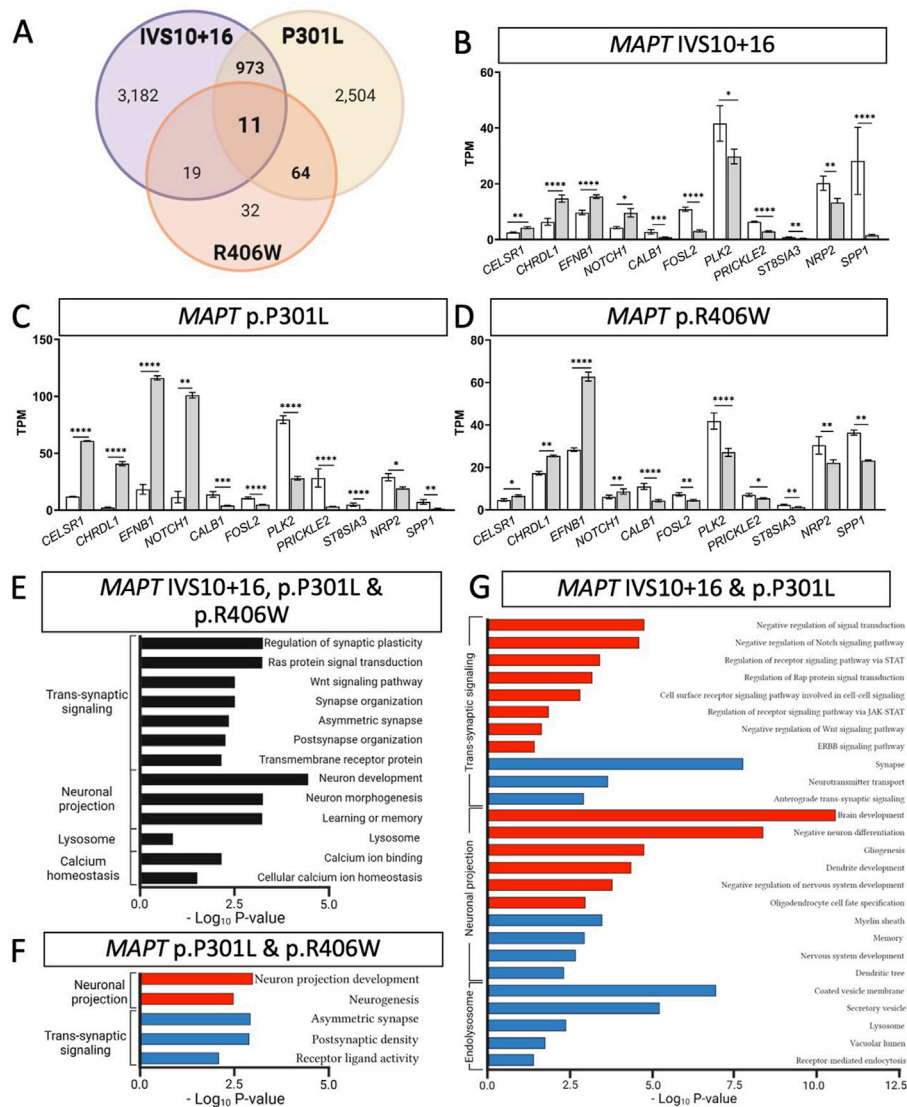 A
IVS10+16
P301L
973
3,182
2,504
11
19
64
32
R406W
B
MAPT IVS10+16
TPM
60
40
20
0
** **** **** * *** **** * **** ** ** ****
CELSR1 CHRDL1 EFNB1 NOTCH1 CALB1 FOSL2 PLK2 PRICKLE2 ST8SIA3 NRP2 SPP1
C
MAPT p.P301L
TPM
150
100
50
0
**** **** **** ** *** **** **** **** **** * **
CELSR1 CHRDL1 EFNB1 NOTCH1 CALB1 FOSL2 PLK2 PRICKLE2 ST8SIA3 NRP2 SPP1
D
MAPT p.R406W
TPM
80
60
40
20
0
* ** **** ** **** ** **** * ** ** **
CELSR1 CHRDL1 EFNB1 NOTCH1 CALB1 FOSL2 PLK2 PRICKLE2 ST8SIA3 NRP2 SPP1
E
MAPT IVS10+16, p.P301L &
p.R406W
Trans-synaptic
signaling
Regulation of synaptic plasticity
Ras protein signal transduction
Wnt signaling pathway
Synapse organization
Asymmetric synapse
Postsynapse organization
Transmembrane receptor protein
Neuronal
projection
Neuron development
Neuron morphogenesis
Learning or memory
Lysosome
Lysosome
Calcium
homeostasis
Calcium ion binding
Cellular calcium ion homeostasis
0.0 2.5 5.0
- Log10 P-value
F
MAPT p.P301L & p.R406W
Neuronal
projection
Neuron projection development
Neurogenesis
Trans-synaptic
signaling
Asymmetric synapse
Postsynaptic density
Receptor ligand activity
0.0 2.5 5.0
- Log10 P-value
G
MAPT IVS10+16 & p.P301L
Trans-synaptic signaling
Negative regulation of signal transduction
Negative regulation of Notch signaling pathway
Regulation of receptor signaling pathway via STAT
Regulation of Rap protein signal transduction
Cell surface receptor signaling pathway involved in cell-cell signaling
Regulation of receptor signaling pathway via JAK-STAT
Negative regulation of Wnt signaling pathway
ERBB signaling pathway
Synapse
Neurotransmitter transport
Anterograde trans-synaptic signaling
Neuronal projection
Brain development
Negative neuron differentiation
Gliogenesis
Dendrite development
Negative regulation of nervous system development
Oligodendrocyte cell fate specification
Myelin sheath
Memory
Nervous system development
Dendritic tree
Endolysosome
Coated vesicle membrane
Secretory vesicle
Lysosome
Vacuolar lumen
Receptor-mediated endocytosis
0.0 2.5 5.0 7.5 10.0 12.5
- Log10 P-value